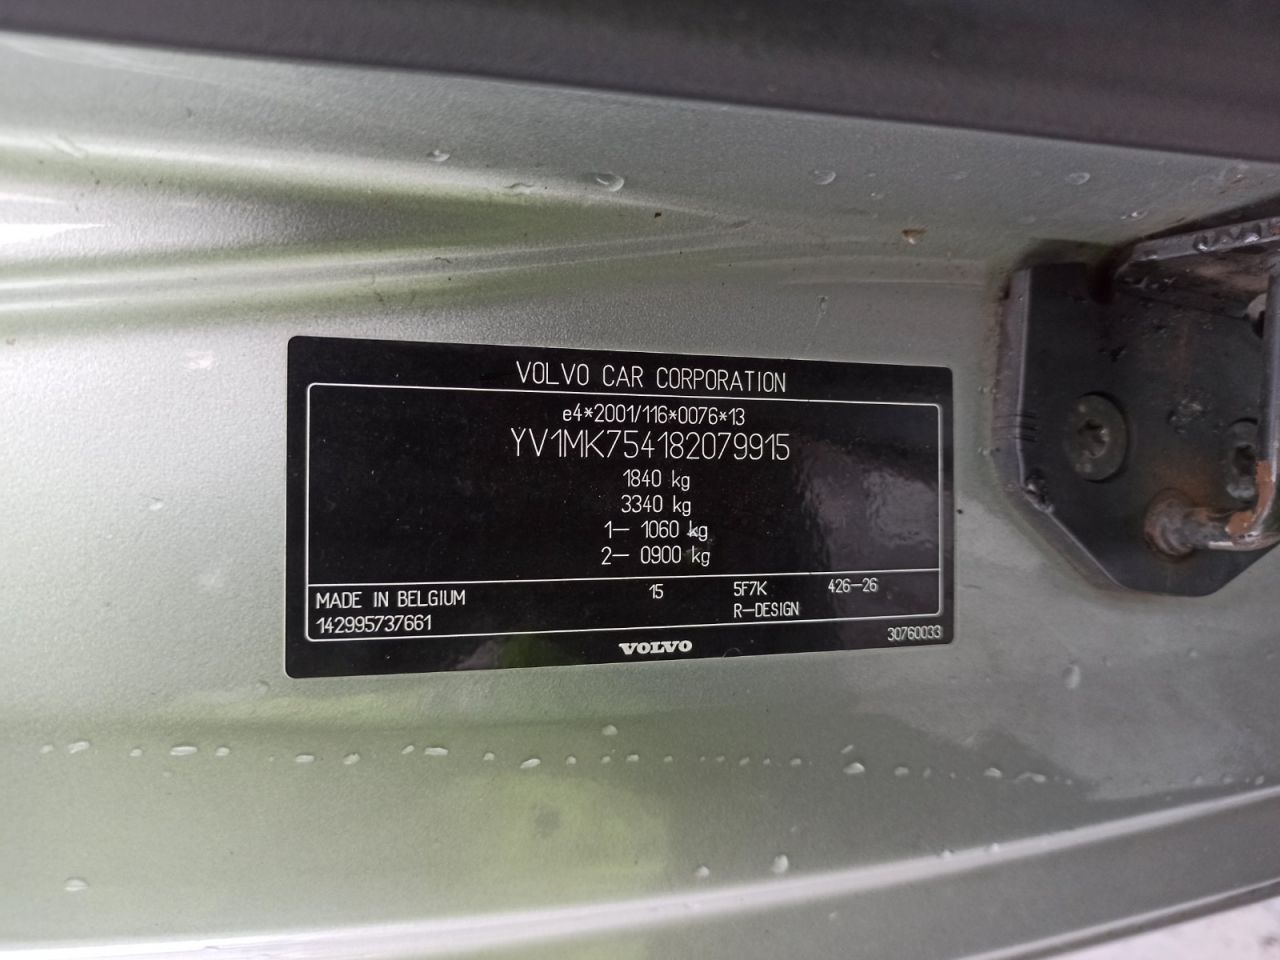 VOLVO CAR CORPORATION
e4*2001/116*0076*13
YV1MK754182079915
1840 kg
3340 kg
1– 1060 kg
2– 0900 kg
MADE IN BELGIUM 15 5F7K 426–26
142995737661 R–DESIGN
VOLVO 30760033